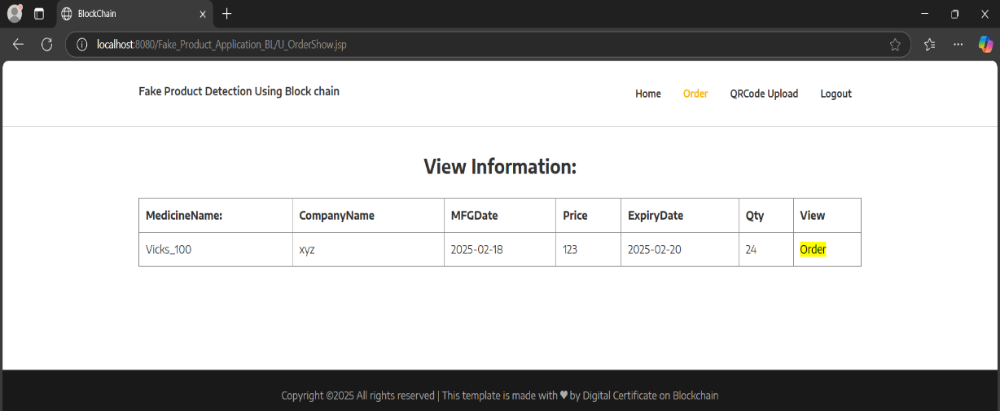 BlockChain
localhost:8080/Fake_Product_Application_BL/U_OrderShow.jsp
Fake Product Detection Using Block chain
Home Order QRCode Upload Logout
View Information:
MedicineName: CompanyName MFGDate Price ExpiryDate Qty View
Vicks_100 xyz 2025-02-18 123 2025-02-20 24 Order
Copyright ©2025 All rights reserved | This template is made with ♥ by Digital Certificate on Blockchain